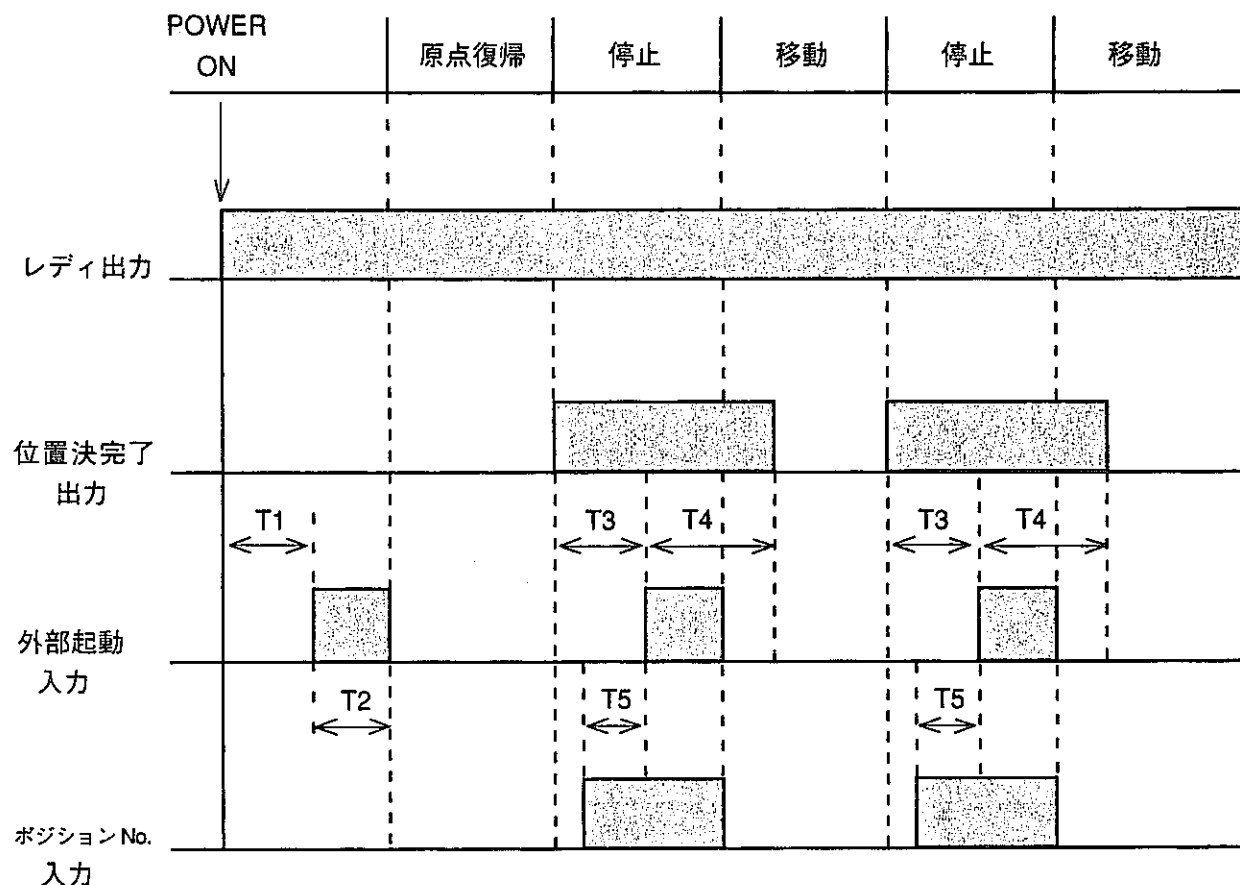 POWER
ON
原点復帰
停止
移動
停止
移動
レディ出力
位置決完了
出力
T1
T3
T4
T3
T4
外部起動
入力
T2
T5
T5
ポジションNo.
入力